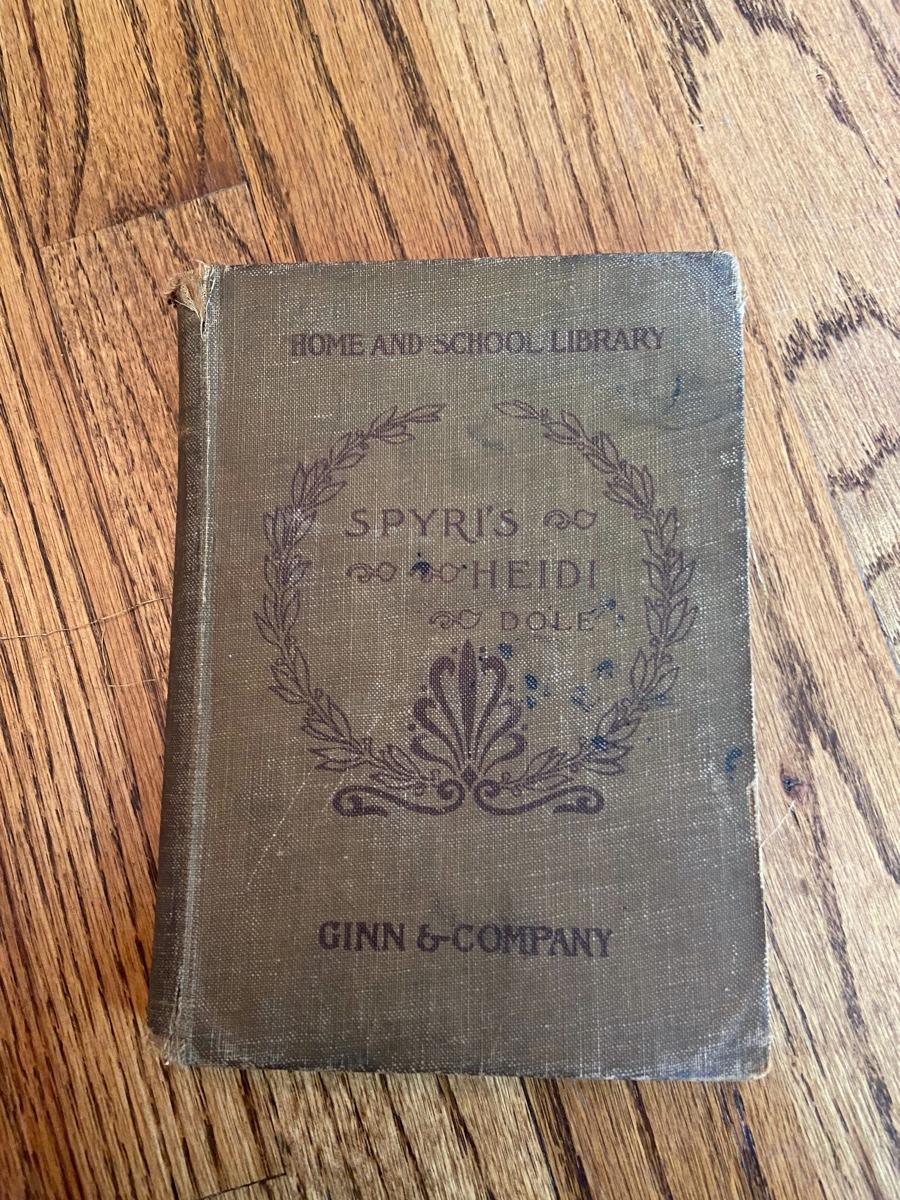 HOME AND SCHOOL LIBRARY
SPYRI'S
HEIDI
DOLE
GINN & COMPANY